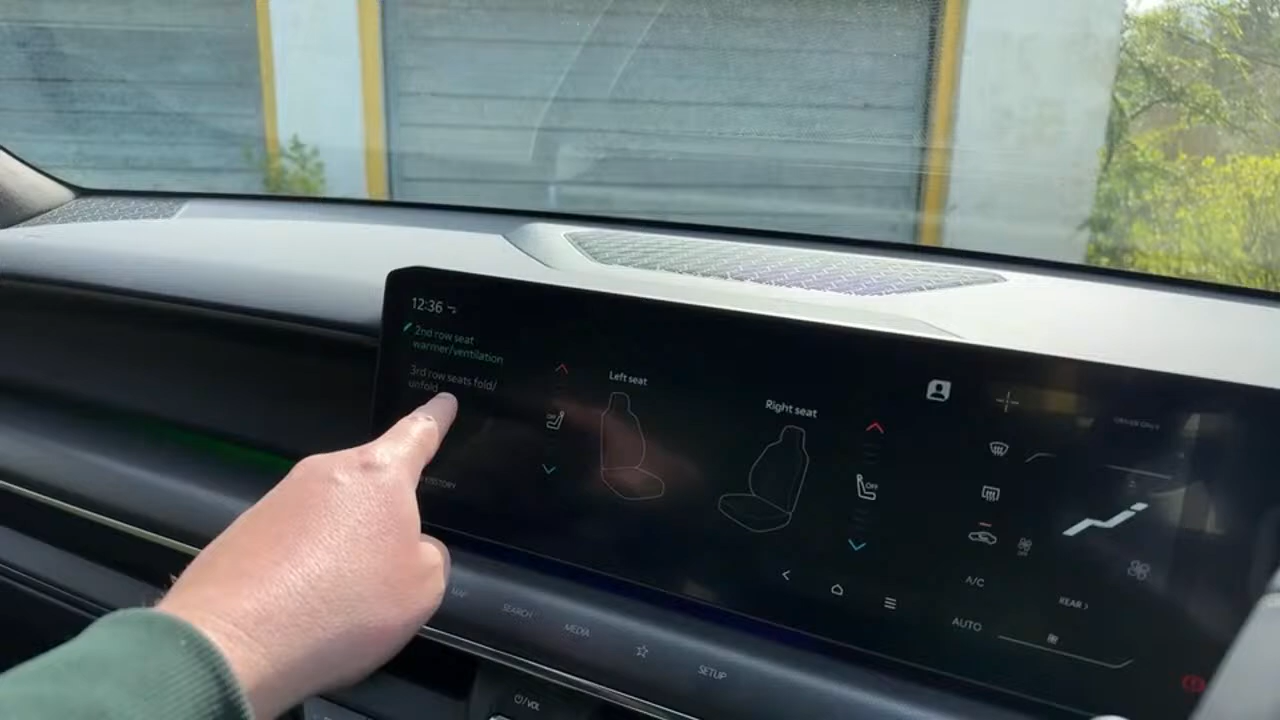 12:36
2nd row seat
warmer/ventilation
3rd row seats fold/
unfold
Left seat
Right seat
OFF
OFF
DRIVER ONLY
A/C
REAR >
AUTO
MAP
SEARCH
MEDIA
SETUP
/VOL